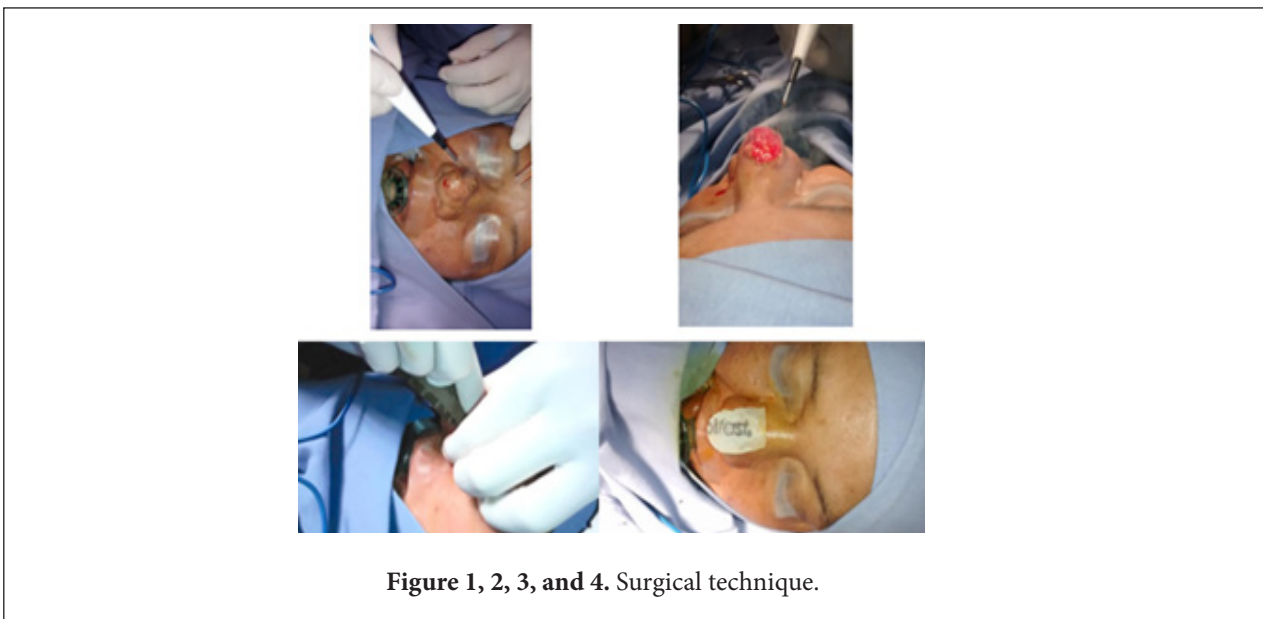 Figure 1, 2, 3, and 4. Surgical technique.